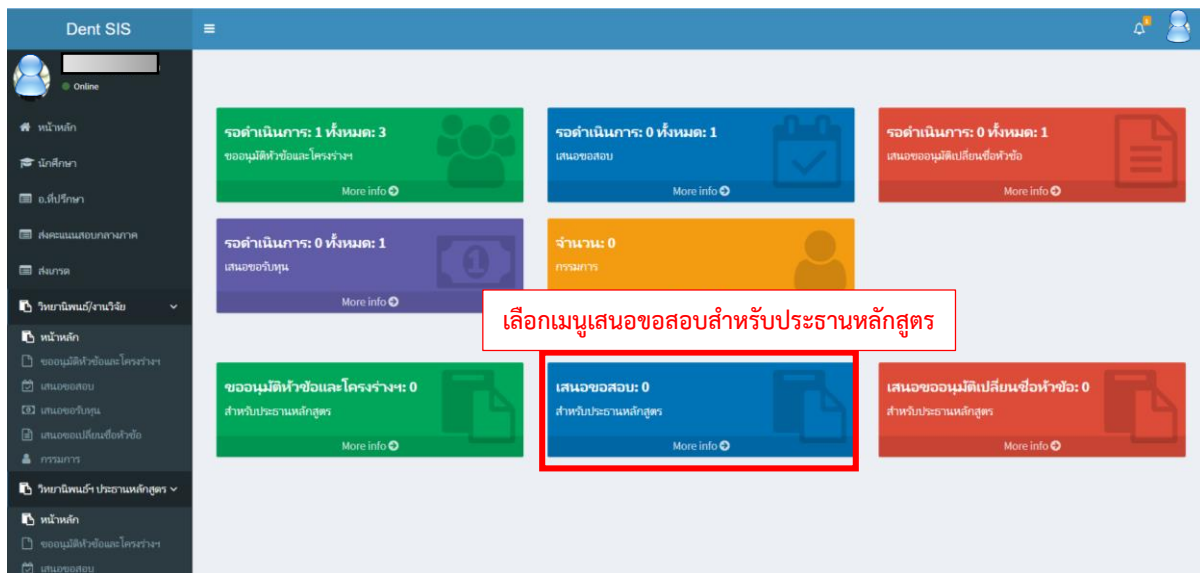 Dent SIS
Online
หน้าหลัก
นักศึกษา
อ.ที่ปรึกษา
ส่งคะแนนสอบกลางภาค
ส่งเกรด
วิทยานิพนธ์/งานวิจัย
หน้าหลัก
ขออนุมัติหัวข้อและโครงร่างฯ
เสนอขอสอบ
เสนอขอรับทุน
เสนอขอเปลี่ยนชื่อหัวข้อ
กรรมการ
วิทยานิพนธ์ฯ ประธานหลักสูตร
หน้าหลัก
ขออนุมัติหัวข้อและโครงร่างฯ
เสนอขอสอบ
รอดำเนินการ: 1 ทั้งหมด: 3
ขออนุมัติหัวข้อและโครงร่างฯ
More info
รอดำเนินการ: 0 ทั้งหมด: 1
เสนอขอสอบ
More info
รอดำเนินการ: 0 ทั้งหมด: 1
เสนอขออนุมัติเปลี่ยนชื่อหัวข้อ
More info
รอดำเนินการ: 0 ทั้งหมด: 1
เสนอขอรับทุน
More info
จำนวน: 0
กรรมการ
เลือกเมนูเสนอขอสอบสำหรับประธานหลักสูตร
ขออนุมัติหัวข้อและโครงร่างฯ: 0
สำหรับประธานหลักสูตร
More info
เสนอขอสอบ: 0
สำหรับประธานหลักสูตร
More info
เสนอขออนุมัติเปลี่ยนชื่อหัวข้อ: 0
สำหรับประธานหลักสูตร
More info